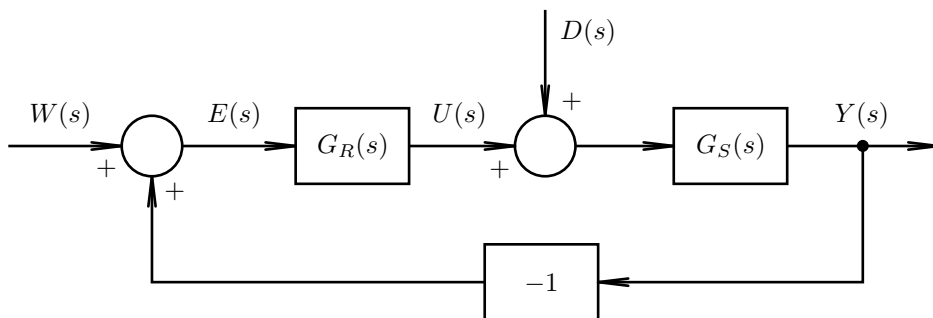 D(s)
W(s) E(s) U(s) + Y(s)
G_R(s) G_S(s)
+ + +
−1